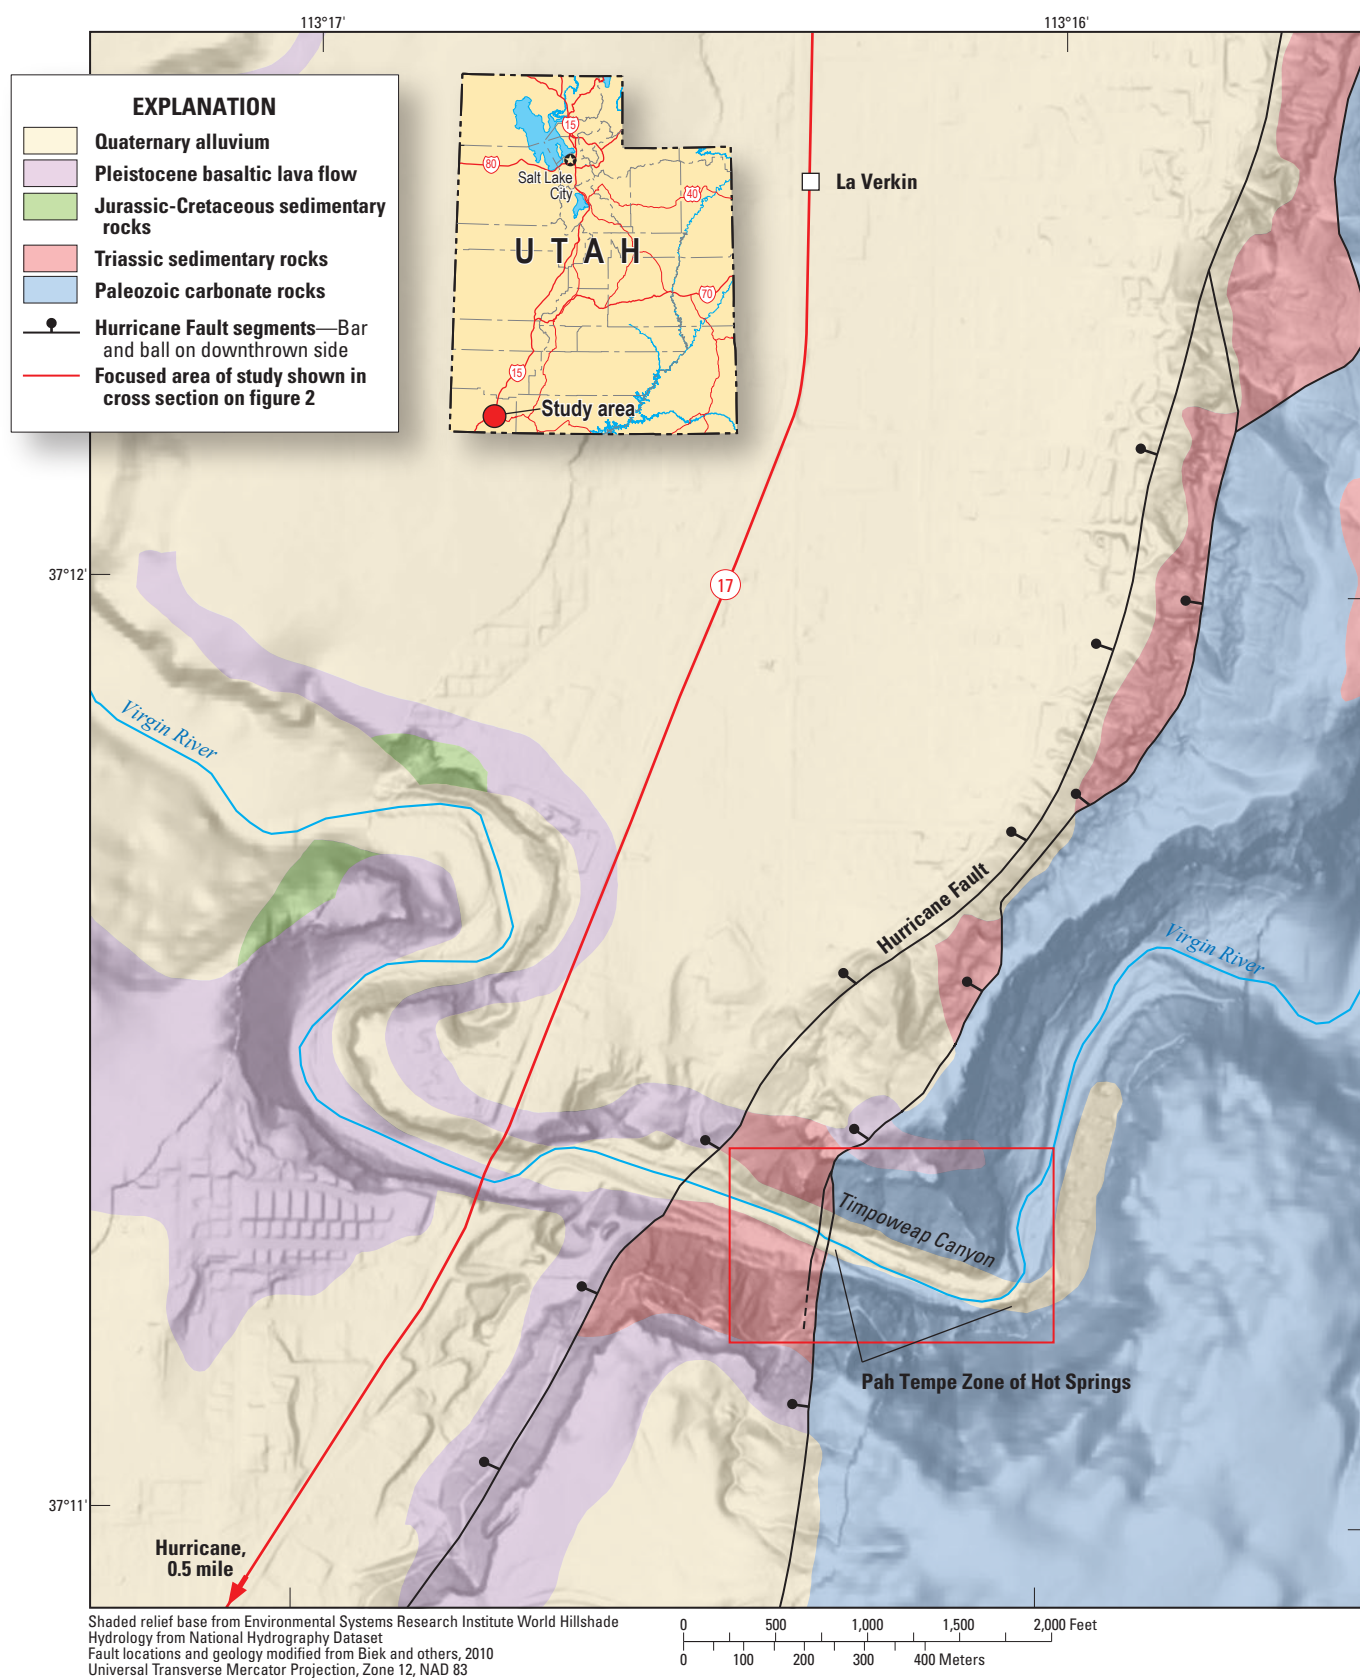 113°17'
113°16'
EXPLANATION
Quaternary alluvium
Pleistocene basaltic lava flow
Jurassic-Cretaceous sedimentary
rocks
Triassic sedimentary rocks
Paleozoic carbonate rocks
Hurricane Fault segments—Bar
and ball on downthrown side
Focused area of study shown in
cross section on figure 2
15
80
Salt Lake
City
40
UTAH
70
15
Study area
La Verkin
37°12'
17
Virgin River
Hurricane Fault
Virgin River
Timpoweap Canyon
Pah Tempe Zone of Hot Springs
37°11'
Hurricane,
0.5 mile
Shaded relief base from Environmental Systems Research Institute World Hillshade
Hydrology from National Hydrography Dataset
Fault locations and geology modified from Biek and others, 2010
Universal Transverse Mercator Projection, Zone 12, NAD 83
0 500 1,000 1,500 2,000 Feet
0 100 200 300 400 Meters